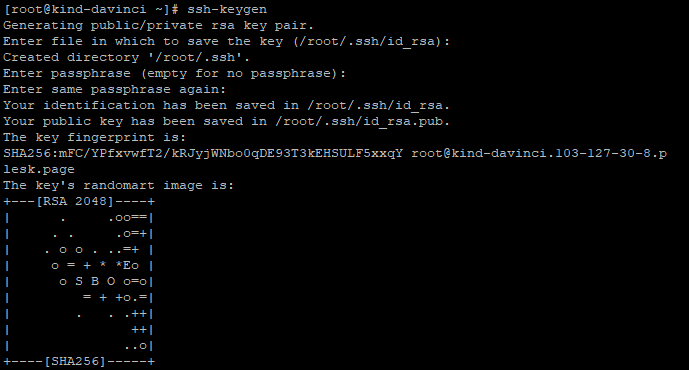 [root@kind-davinci ~]# ssh-keygen
Generating public/private rsa key pair.
Enter file in which to save the key (/root/.ssh/id_rsa):
Created directory '/root/.ssh'.
Enter passphrase (empty for no passphrase):
Enter same passphrase again:
Your identification has been saved in /root/.ssh/id_rsa.
Your public key has been saved in /root/.ssh/id_rsa.pub.
The key fingerprint is:
SHA256:mFC/YPfxvwfT2/kRJyjWNbo0qDE93T3kEHSULF5xxqY root@kind-davinci.103-127-30-8.p
lesk.page
The key's randomart image is:
+---[RSA 2048]----+
|      .     .oo==|
|     . .     .o=+|
|    . o o . ..=+ |
|     o = + * *Eo |
|      o S B O o=o|
|         = + +o.=|
|        .   . .++|
|               ++|
|              ..o|
+----[SHA256]-----+